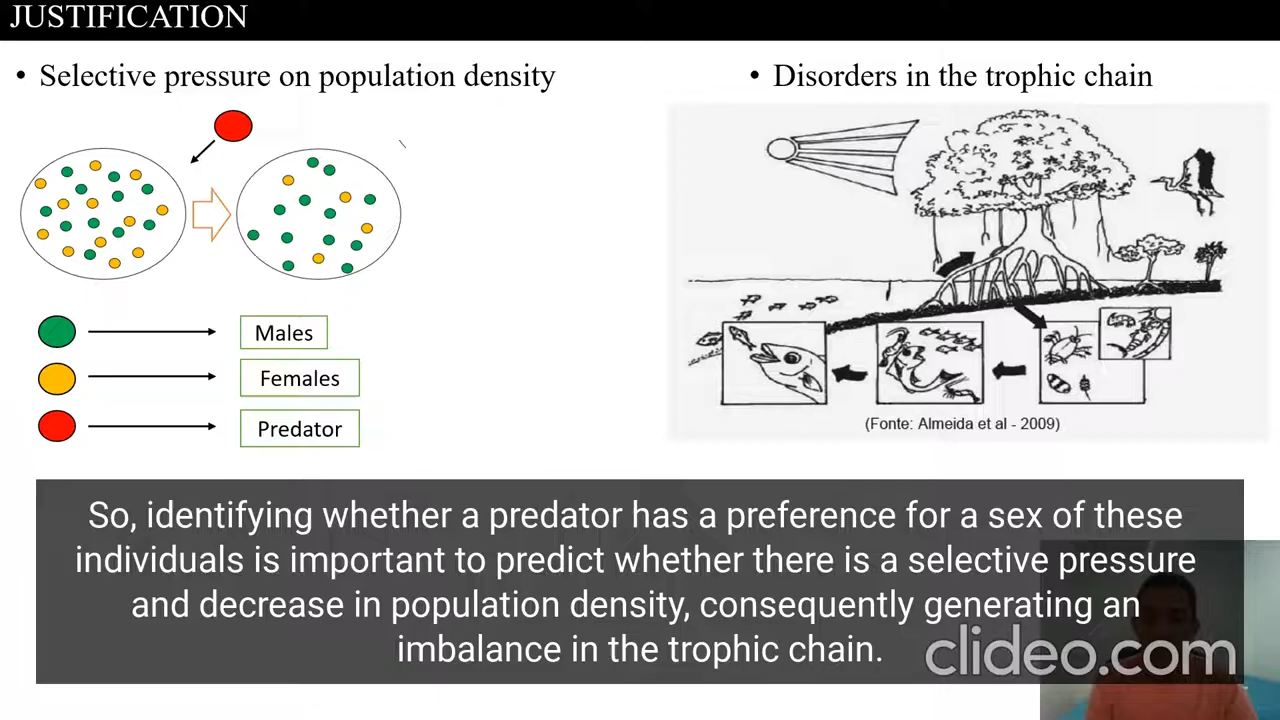 JUSTIFICATION
• Selective pressure on population density
• Disorders in the trophic chain
Males
Females
Predator
(Fonte: Almeida et al - 2009)
So, identifying whether a predator has a preference for a sex of these
individuals is important to predict whether there is a selective pressure
and decrease in population density, consequently generating an
imbalance in the trophic chain.
clideo.com